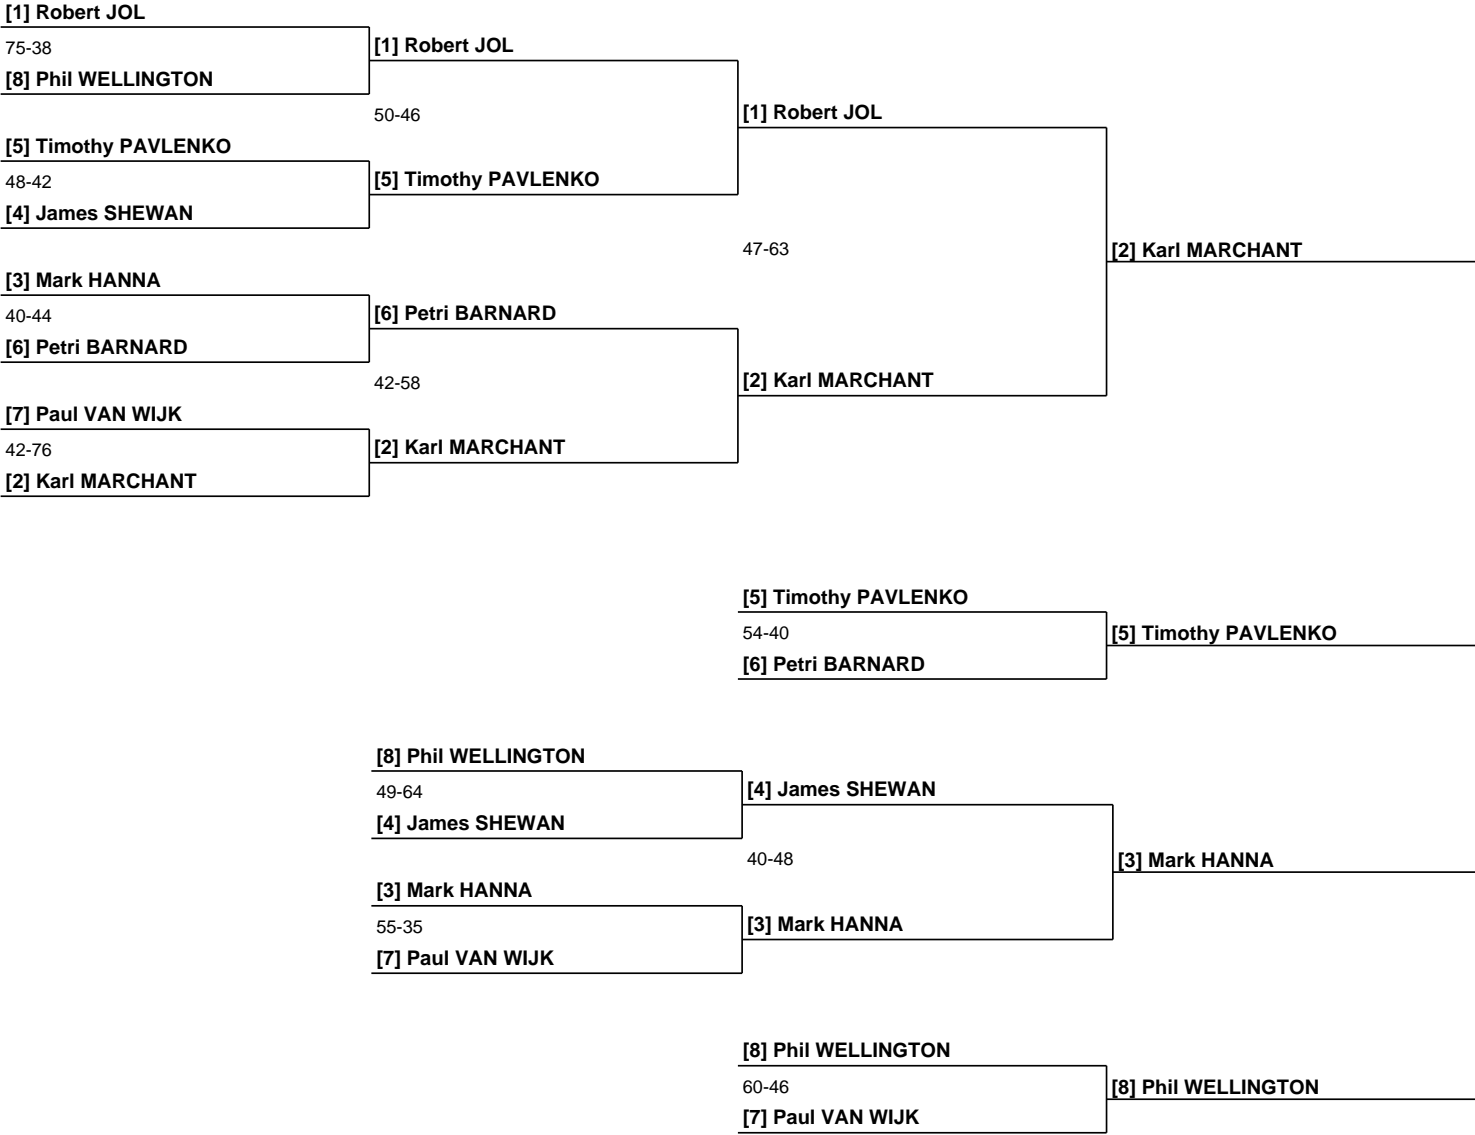 [1] Robert JOL
75-38
[8] Phil WELLINGTON
[1] Robert JOL
50-46
[5] Timothy PAVLENKO
48-42
[4] James SHEWAN
[5] Timothy PAVLENKO
[1] Robert JOL
47-63
[3] Mark HANNA
40-44
[6] Petri BARNARD
[6] Petri BARNARD
42-58
[7] Paul VAN WIJK
42-76
[2] Karl MARCHANT
[2] Karl MARCHANT
[2] Karl MARCHANT
[2] Karl MARCHANT
[5] Timothy PAVLENKO
54-40
[6] Petri BARNARD
[5] Timothy PAVLENKO
[8] Phil WELLINGTON
49-64
[4] James SHEWAN
[4] James SHEWAN
40-48
[3] Mark HANNA
55-35
[7] Paul VAN WIJK
[3] Mark HANNA
[3] Mark HANNA
[8] Phil WELLINGTON
60-46
[7] Paul VAN WIJK
[8] Phil WELLINGTON